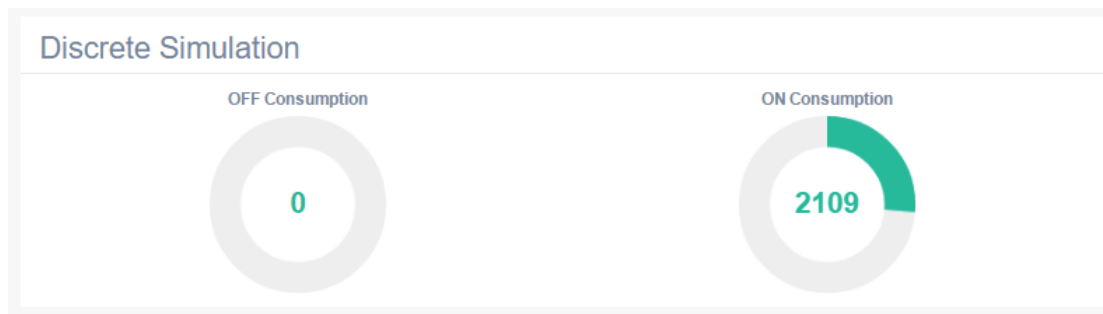 Discrete Simulation
OFF Consumption
ON Consumption
0
2109